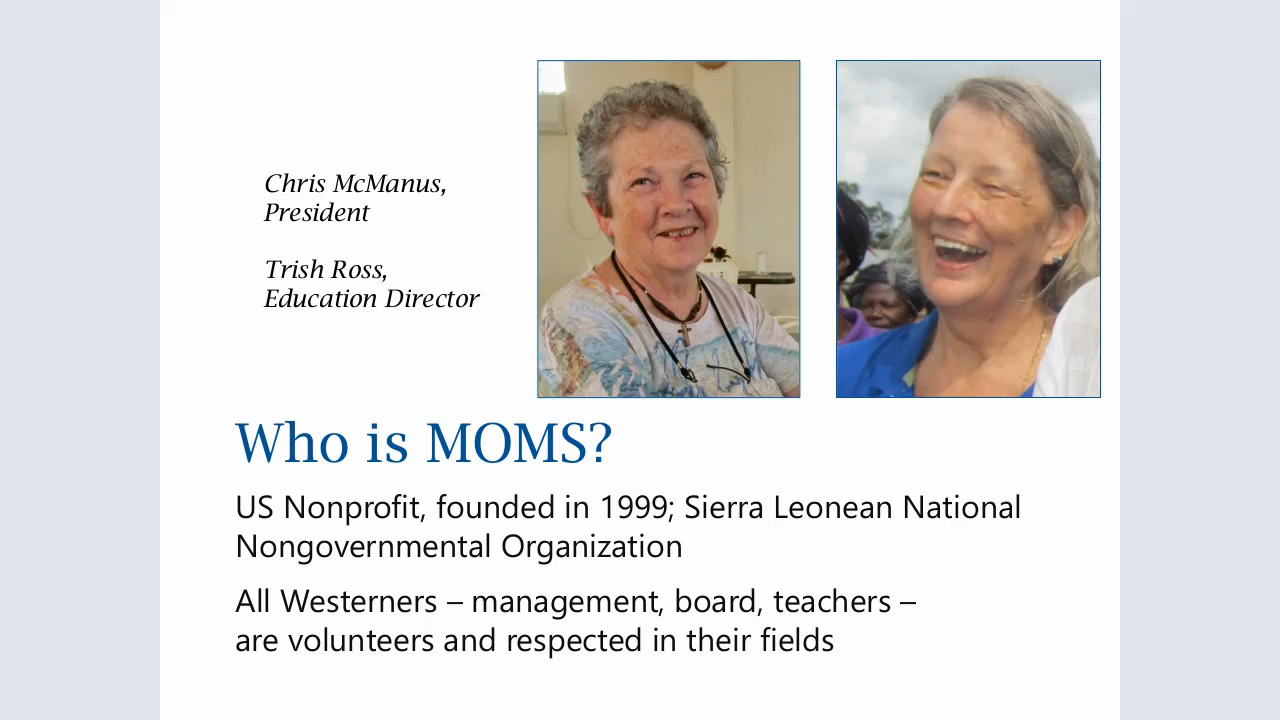 Chris McManus,
President
Trish Ross,
Education Director
Who is MOMS?
US Nonprofit, founded in 1999; Sierra Leonean National
Nongovernmental Organization
All Westerners – management, board, teachers –
are volunteers and respected in their fields